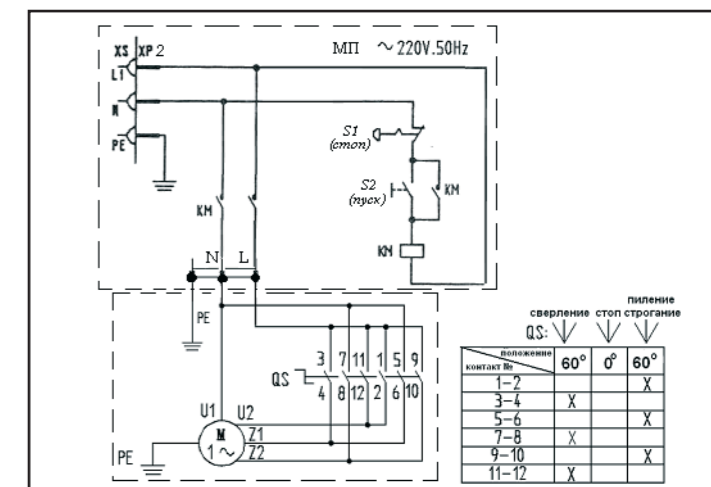 XS XP 2
МП ~ 220V.50Hz
L1
N
PE
S1
(стоп)
S2
(пуск)
KM
KM
KM
N L
PE
3 7 11 1 5 9
QS
4 8 12 2 6 10
U1 U2
M
1 ~
Z1
Z2
PE
пиление
сверление стоп строгание
QS:
положение
контакт №
60° 0° 60°
1-2 X
3-4 X
5-6 X
7-8 X
9-10 X
11-12 X